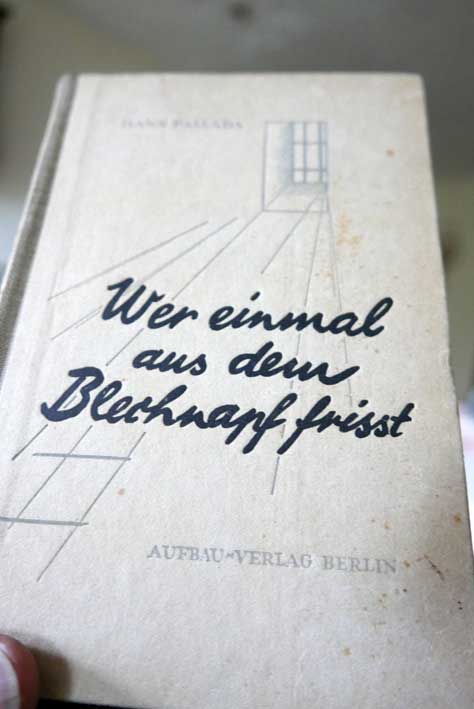 HANS FALLADA
Wer einmal
aus dem
Blechnapf frisst
AUFBAU-VERLAG BERLIN